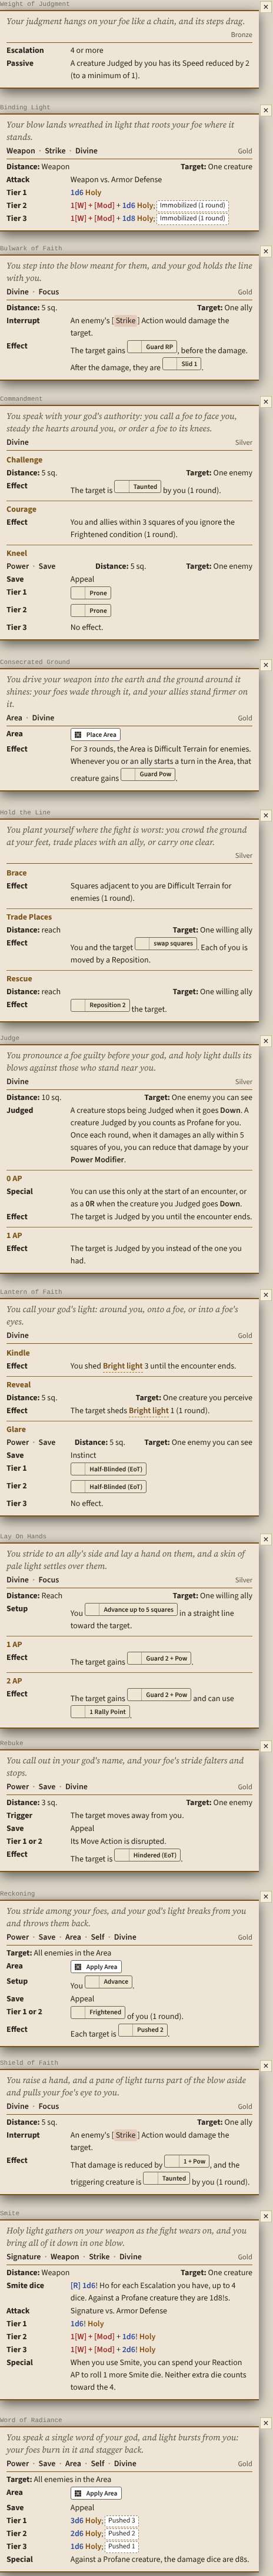 Weight of Judgment
Your judgment hangs on your foe like a chain, and its steps drag.
Bronze
Escalation 4 or more
Passive A creature Judged by you has its Speed reduced by 2
(to a minimum of 1).
Binding Light
Your blow lands wreathed in light that roots your foe where it
stands.
Weapon · Strike · Divine Gold
Distance: Weapon Target: One creature
Attack Weapon vs. Armor Defense
Tier 1 1d6 Holy
Tier 2 1[W] + [Mod] + 1d6 Holy; Immobilized (1 round)
Tier 3 1[W] + [Mod] + 1d8 Holy; Immobilized (1 round)
Bulwark of Faith
You step into the blow meant for them, and your god holds the line
with you.
Divine · Focus Gold
Distance: 5 sq. Target: One ally
Interrupt An enemy's [Strike] Action would damage the
target.
Effect The target gains Guard RP, before the damage.
After the damage, they are Slid 1.
Commandment
You speak with your god's authority: you call a foe to face you,
steady the hearts around you, or order a foe to its knees.
Divine Silver
Challenge
Distance: 5 sq. Target: One enemy
Effect The target is Taunted by you (1 round).
Courage
Effect You and allies within 3 squares of you ignore the
Frightened condition (1 round).
Kneel
Power · Save Distance: 5 sq. Target: One enemy
Save Appeal
Tier 1 Prone
Tier 2 Prone
Tier 3 No effect.
Consecrated Ground
You drive your weapon into the earth and the ground around it
shines: your foes wade through it, and your allies stand firmer on
it.
Area · Divine Gold
Area Place Area
Effect For 3 rounds, the Area is Difficult Terrain for enemies.
Whenever you or an ally starts a turn in the Area, that
creature gains Guard Pow.
Hold the Line
You plant yourself where the fight is worst: you crowd the ground
at your feet, trade places with an ally, or carry one clear.
Silver
Brace
Effect Squares adjacent to you are Difficult Terrain for
enemies (1 round).
Trade Places
Distance: reach Target: One willing ally
Effect You and the target swap squares. Each of you is
moved by a Reposition.
Rescue
Distance: reach Target: One willing ally
Effect Reposition 2 the target.
Judge
You pronounce a foe guilty before your god, and holy light dulls its
blows against those who stand near you.
Divine Silver
Distance: 10 sq. Target: One enemy you can see
Judged A creature stops being Judged when it goes Down. A
creature Judged by you counts as Profane for you.
Once each round, when it damages an ally within 5
squares of you, you can reduce that damage by your
Power Modifier.
0 AP
Special You can use this only at the start of an encounter, or
as a 0R when the creature you Judged goes Down.
Effect The target is Judged by you until the encounter ends.
1 AP
Effect The target is Judged by you instead of the one you
had.
Lantern of Faith
You call your god's light: around you, onto a foe, or into a foe's
eyes.
Divine Gold
Kindle
Effect You shed Bright light 3 until the encounter ends.
Reveal
Distance: 5 sq. Target: One creature you perceive
Effect The target sheds Bright light 1 (1 round).
Glare
Power · Save Distance: 5 sq. Target: One enemy you can see
Save Instinct
Tier 1 Half-Blinded (EoT)
Tier 2 Half-Blinded (EoT)
Tier 3 No effect.
Lay On Hands
You stride to an ally's side and lay a hand on them, and a skin of
pale light settles over them.
Divine · Focus Gold
Distance: Reach Target: One willing ally
Setup You Advance up to 5 squares in a straight line
toward the target.
1 AP
Effect The target gains Guard 2 + Pow.
2 AP
Effect The target gains Guard 2 + Pow and can use
1 Rally Point.
Rebuke
You call out in your god's name, and your foe's stride falters and
stops.
Power · Save · Divine Gold
Distance: 3 sq. Target: One enemy
Trigger The target moves away from you.
Save Appeal
Tier 1 or 2 Its Move Action is disrupted.
Effect The target is Hindered (EoT).
Reckoning
You stride among your foes, and your god's light breaks from you
and throws them back.
Power · Save · Area · Self · Divine Gold
Target: All enemies in the Area
Area Apply Area
Setup You Advance.
Save Appeal
Tier 1 or 2 Frightened of you (1 round).
Effect Each target is Pushed 2.
Shield of Faith
You raise a hand, and a pane of light turns part of the blow aside
and pulls your foe's eye to you.
Divine · Focus Gold
Distance: 5 sq. Target: One ally
Interrupt An enemy's [Strike] Action would damage the
target.
Effect That damage is reduced by 1 + Pow, and the
triggering creature is Taunted by you (1 round).
Smite
Holy light gathers on your weapon as the fight wears on, and you
bring all of it down in one blow.
Signature · Weapon · Strike · Divine Gold
Distance: Weapon Target: One creature
Smite dice [R] 1d6! Ho for each Escalation you have, up to 4
dice. Against a Profane creature they are 1d8!s.
Attack Signature vs. Armor Defense
Tier 1 1d6! Holy
Tier 2 1[W] + [Mod] + 1d6! Holy
Tier 3 1[W] + [Mod] + 2d6! Holy
Special When you use Smite, you can spend your Reaction
AP to roll 1 more Smite die. Neither extra die counts
toward the 4.
Word of Radiance
You speak a single word of your god, and light bursts from you:
your foes burn in it and stagger back.
Power · Save · Area · Self · Divine Gold
Target: All enemies in the Area
Area Apply Area
Save Appeal
Tier 1 3d6 Holy; Pushed 3
Tier 2 2d6 Holy; Pushed 2
Tier 3 1d6 Holy; Pushed 1
Special Against a Profane creature, the damage dice are d8s.